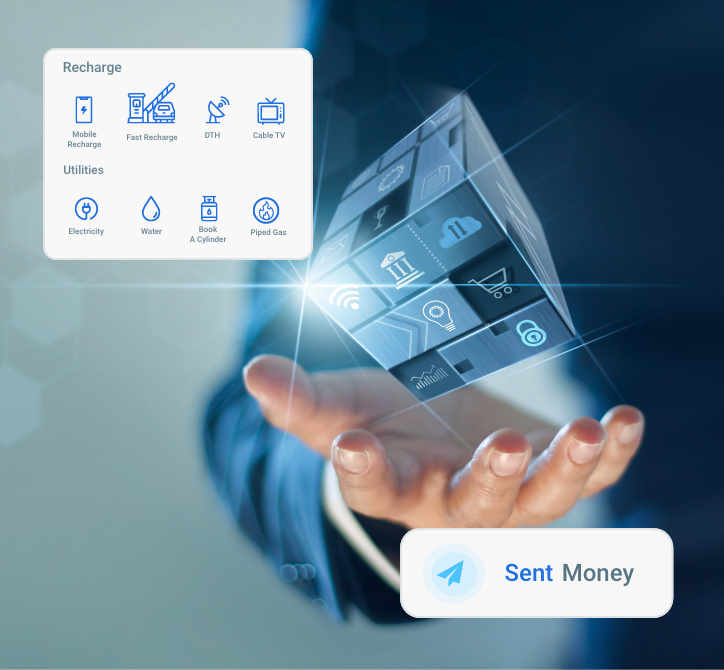 Recharge
Mobile
Recharge
Fast Recharge
DTH
Cable TV
Utilities
Electricity
Water
Book
A Cylinder
Piped Gas
Sent Money